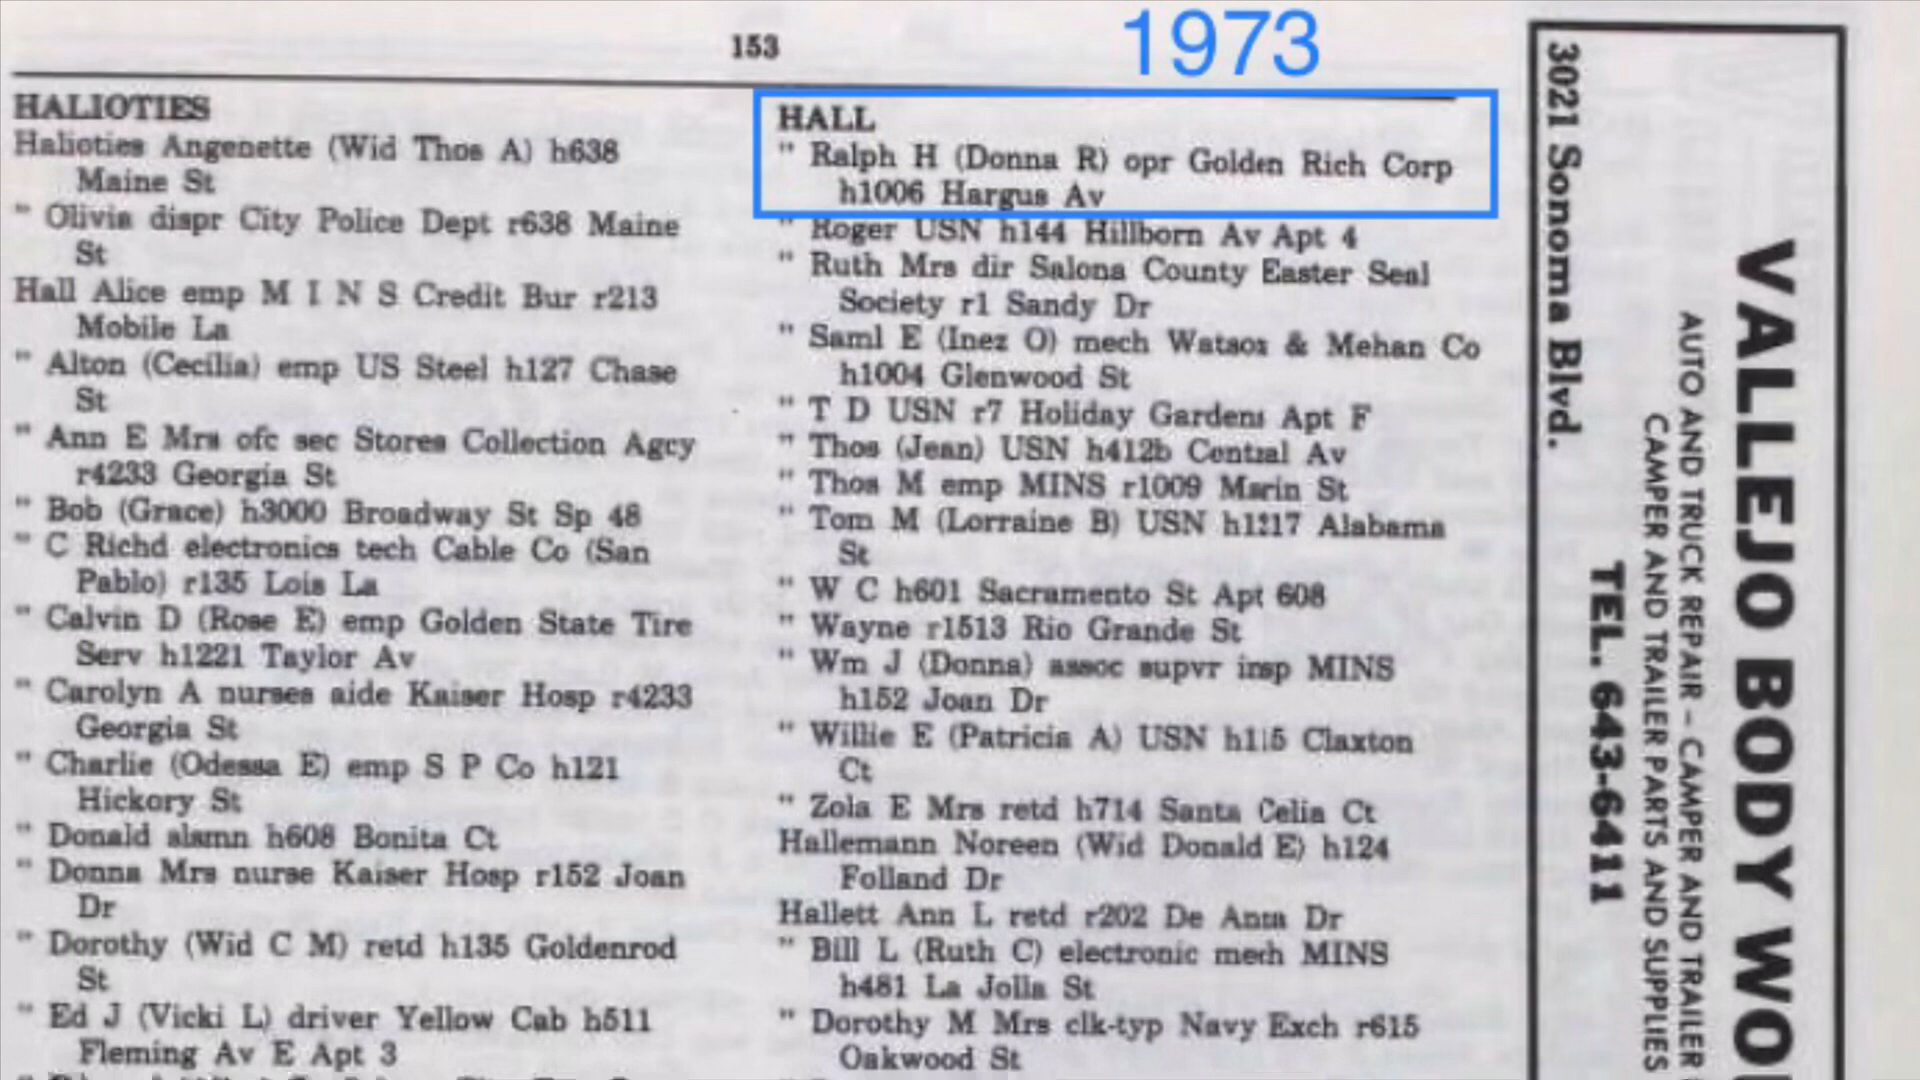 153
1973
HALIOTIES
Halioties Angenette (Wid Thos A) h638
Maine St
" Olivia dispr City Police Dept r638 Maine
St
Hall Alice emp M I N S Credit Bur r213
Mobile La
" Alton (Cecilia) emp US Steel h127 Chase
St
" Ann E Mrs ofc sec Stores Collection Agcy
r4233 Georgia St
" Bob (Grace) h3000 Broadway St Sp 48
" C Richd electronics tech Cable Co (San
Pablo) r135 Lois La
" Calvin D (Rose E) emp Golden State Tire
Serv h1221 Taylor Av
" Carolyn A nurses aide Kaiser Hosp r4233
Georgia St
" Charlie (Odessa E) emp S P Co h121
Hickory St
" Donald slsmn h608 Bonita Ct
" Donna Mrs nurse Kaiser Hosp r152 Joan
Dr
" Dorothy (Wid C M) retd h135 Goldenrod
St
" Ed J (Vicki L) driver Yellow Cab h511
Fleming Av E Apt 3
HALL
" Ralph H (Donna R) opr Golden Rich Corp
h1006 Hargus Av
" Roger USN h144 Hillborn Av Apt 4
" Ruth Mrs dir Salona County Easter Seal
Society r1 Sandy Dr
" Saml E (Inez O) mech Watson & Mehan Co
h1004 Glenwood St
" T D USN r7 Holiday Gardens Apt F
" Thos (Jean) USN h412b Central Av
" Thos M emp MINS r1009 Marin St
" Tom M (Lorraine B) USN h1217 Alabama
St
" W C h601 Sacramento St Apt 608
" Wayne r1513 Rio Grande St
" Wm J (Donna) assoc supvr insp MINS
h152 Joan Dr
" Willie E (Patricia A) USN h115 Claxton
Ct
" Zola E Mrs retd h714 Santa Celia Ct
Hallemann Noreen (Wid Donald E) h124
Folland Dr
Hallett Ann L retd r202 De Anza Dr
" Bill L (Ruth C) electronic mech MINS
h481 La Jolla St
" Dorothy M Mrs clk-typ Navy Exch r615
Oakwood St
VALLEJO BODY WO
AUTO AND TRUCK REPAIR - CAMPER AND TRAILER
CAMPER AND TRAILER PARTS AND SUPPLIES
TEL. 643-6411
3021 Sonoma Blvd.